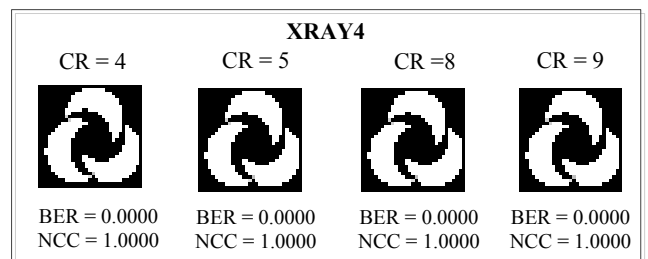 XRAY4
CR = 4 CR = 5 CR =8 CR = 9
BER = 0.0000 BER = 0.0000 BER = 0.0000 BER = 0.0000
NCC = 1.0000 NCC = 1.0000 NCC = 1.0000 NCC = 1.0000